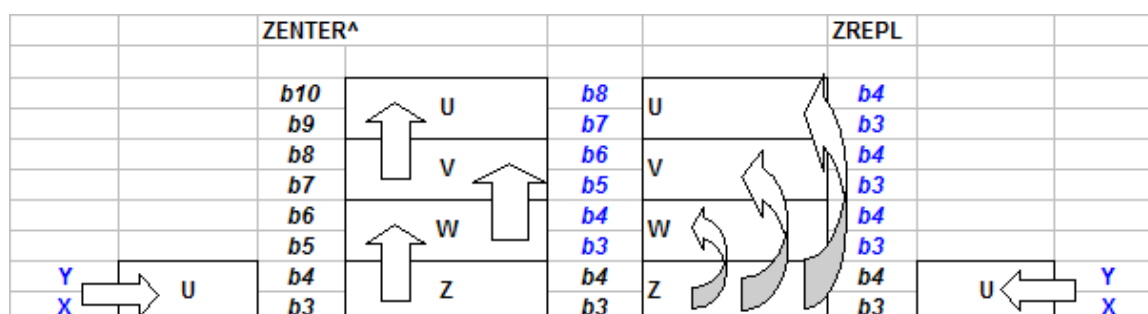 ZENTER^ ZREPL
b10 U b8 U b4
b9 b7 b3
b8 V b6 V b4
b7 b5 b3
b6 W b4 W b4
b5 b3 b3
Y U b4 Z b4 Z b4 U Y
X b3 b3 b3 X